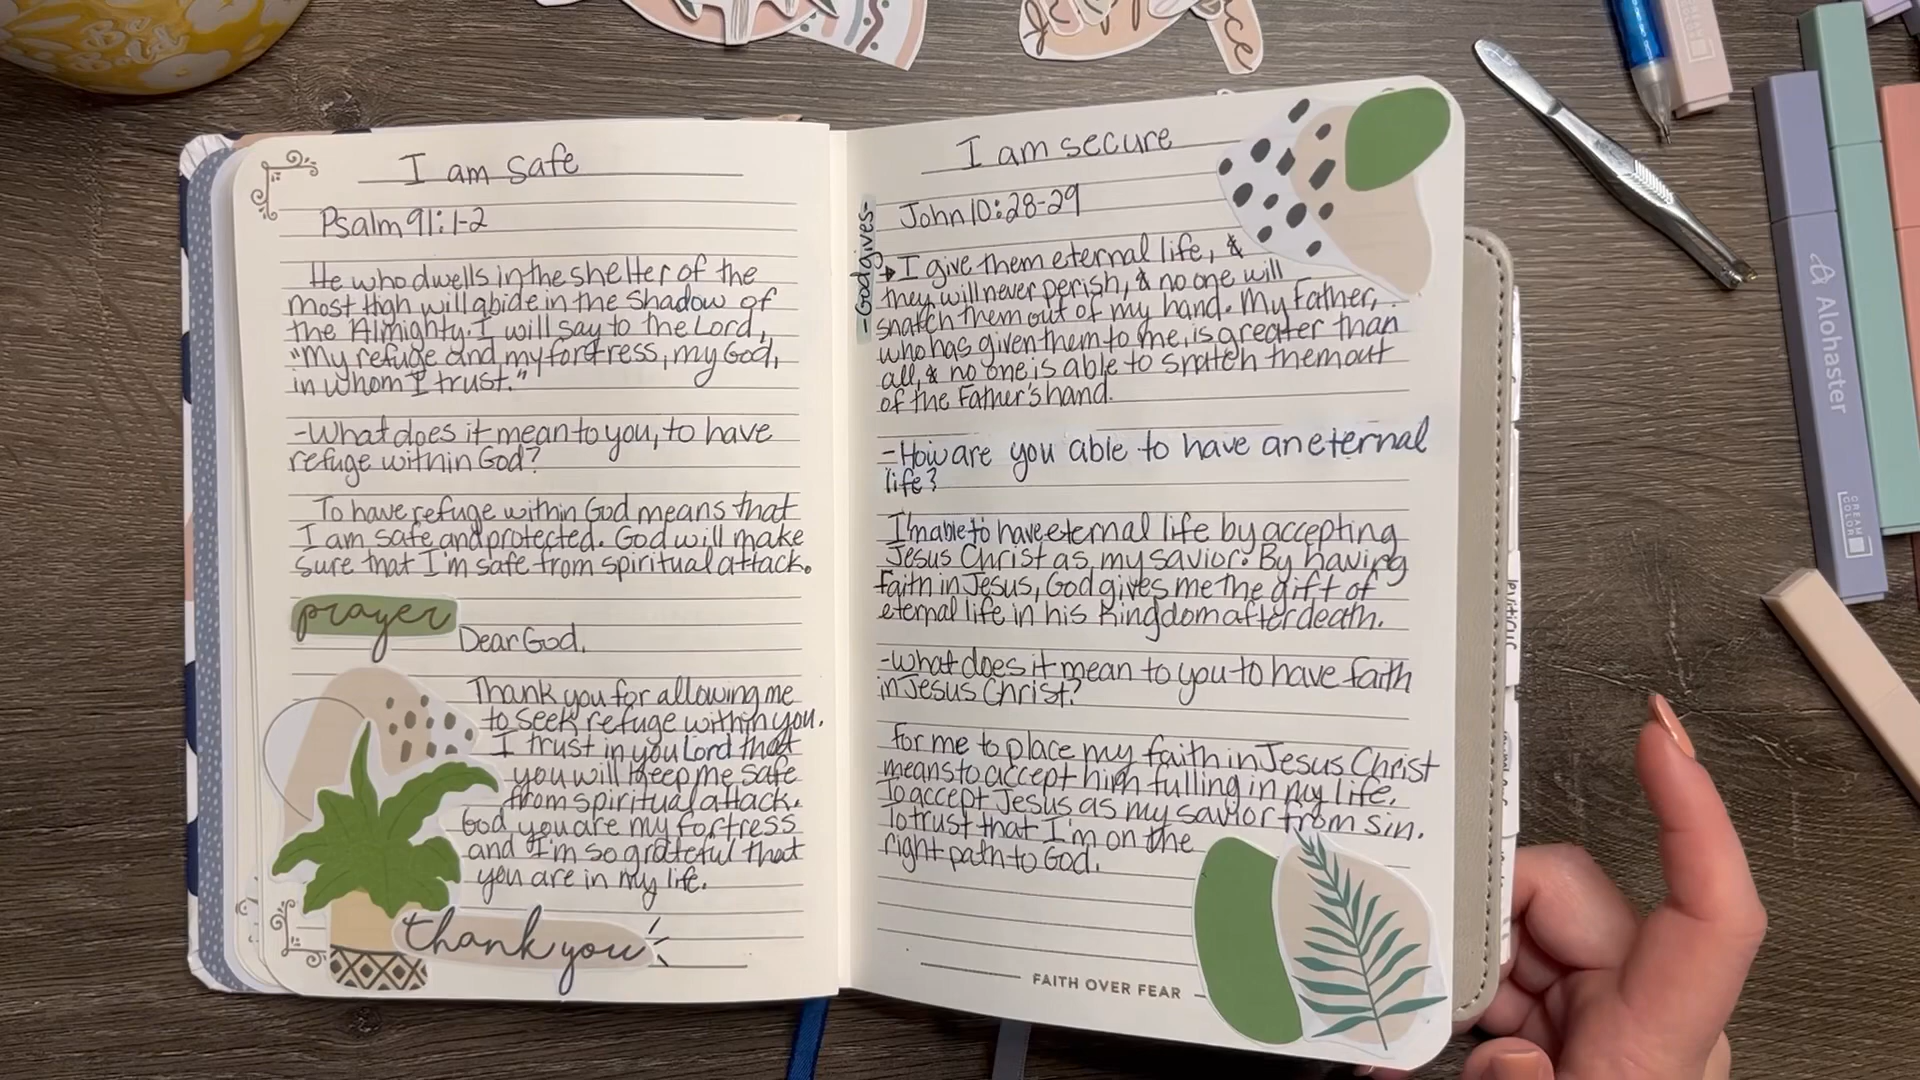 I am safe
Psalm 91:1-2
He who dwells in the shelter of the
most High will abide in the shadow of
the Almighty. I will say to the Lord,
"My refuge and my fortress, my God,
in whom I trust."
-What does it mean to you, to have
refuge within God?
To have refuge within God means that
I am safe and protected. God will make
sure that I'm safe from spiritual attack.
prayer
Dear God,
Thank you for allowing me
to seek refuge within you.
I trust in you Lord that
you will keep me safe
from spiritual attack.
God, you are my fortress
and I'm so grateful that
you are in my life.
thank you
I am secure
John 10:28-29
-God gives-
I give them eternal life, &
they will never perish, & no one will
snatch them out of my hand. My Father,
who has given them to me, is greater than
all, & no one is able to snatch them out
of the Father's hand.
-How are you able to have an eternal
life?
I'm able to have eternal life by accepting
Jesus Christ as my savior. By having
faith in Jesus, God gives me the gift of
eternal life in his Kingdom after death.
-What does it mean to you to have faith
in Jesus Christ?
For me to place my faith in Jesus Christ
means to accept him fulling in my life.
To accept Jesus as my savior from sin.
To trust that I'm on the
right path to God.
FAITH OVER FEAR
Alohaster
CREAM
COLOR